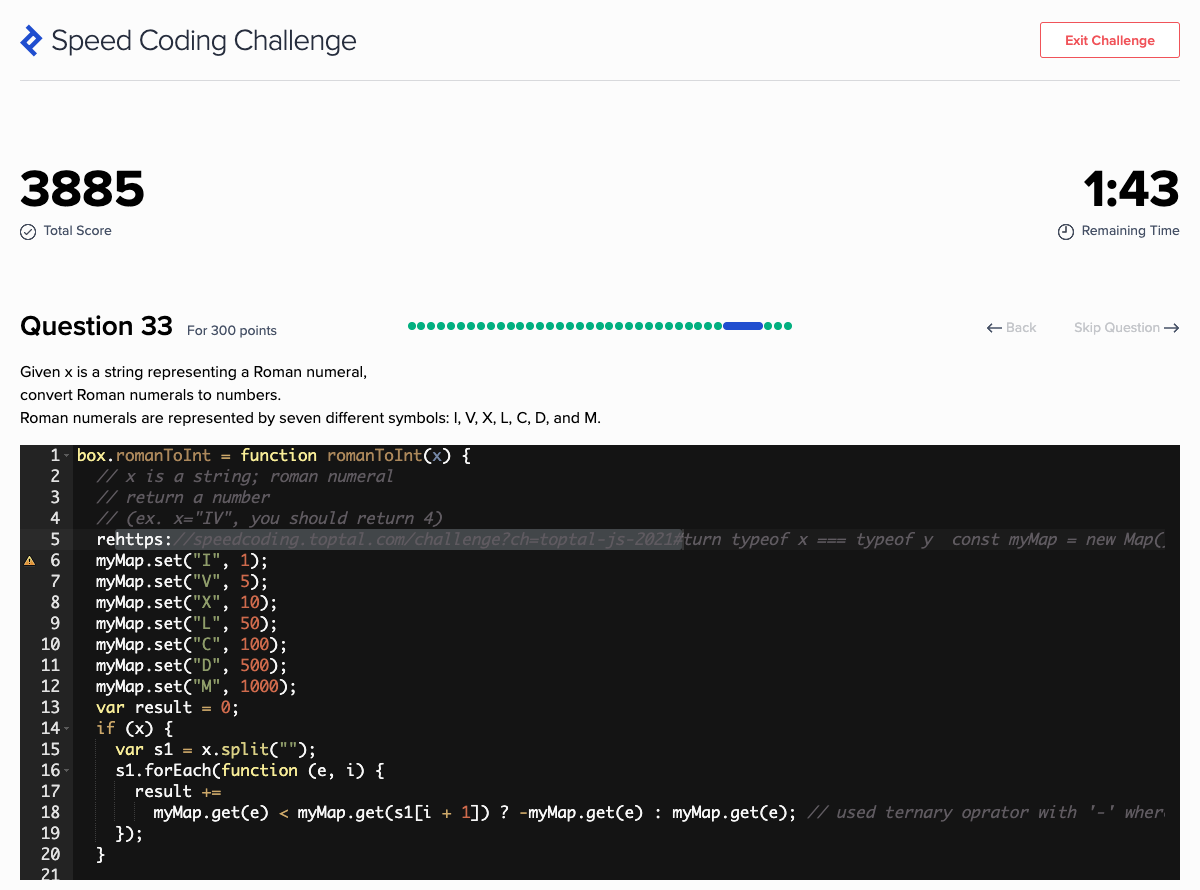 Speed Coding Challenge
Exit Challenge
3885
1:43
Total Score
Remaining Time
Question 33 For 300 points
Back
Skip Question
Given x is a string representing a Roman numeral,
convert Roman numerals to numbers.
Roman numerals are represented by seven different symbols: I, V, X, L, C, D, and M.
1 box.romanToInt = function romanToInt(x) {
2 // x is a string; roman numeral
3 // return a number
4 // (ex. x="IV", you should return 4)
5 rehttps://speedcoding.toptal.com/challenge?ch=toptal-js-2021#turn typeof x === typeof y  const myMap = new Map(
6 myMap.set("I", 1);
7 myMap.set("V", 5);
8 myMap.set("X", 10);
9 myMap.set("L", 50);
10 myMap.set("C", 100);
11 myMap.set("D", 500);
12 myMap.set("M", 1000);
13 var result = 0;
14 if (x) {
15 var s1 = x.split("");
16 s1.forEach(function (e, i) {
17 result +=
18 myMap.get(e) < myMap.get(s1[i + 1]) ? -myMap.get(e) : myMap.get(e); // used ternary oprator with '-' wher
19 });
20 }
21